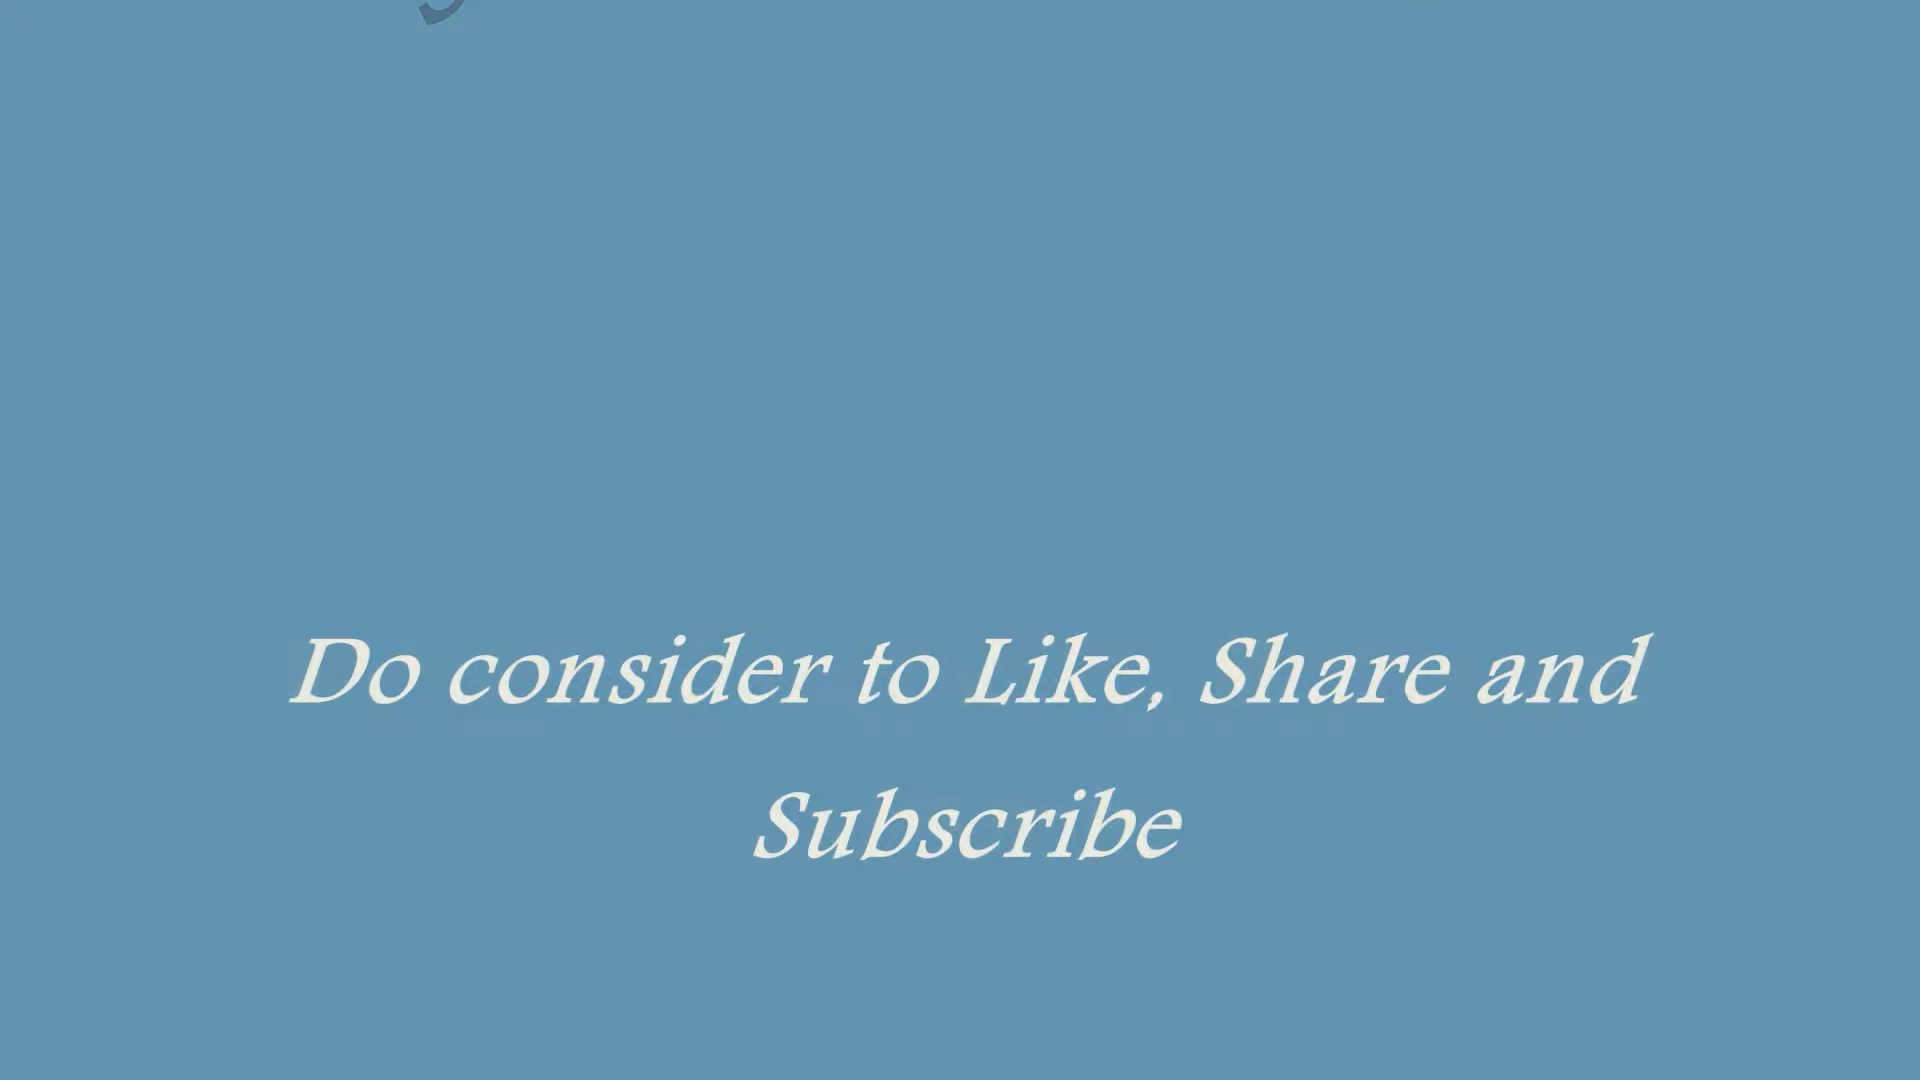 Do consider to Like, Share and
Subscribe